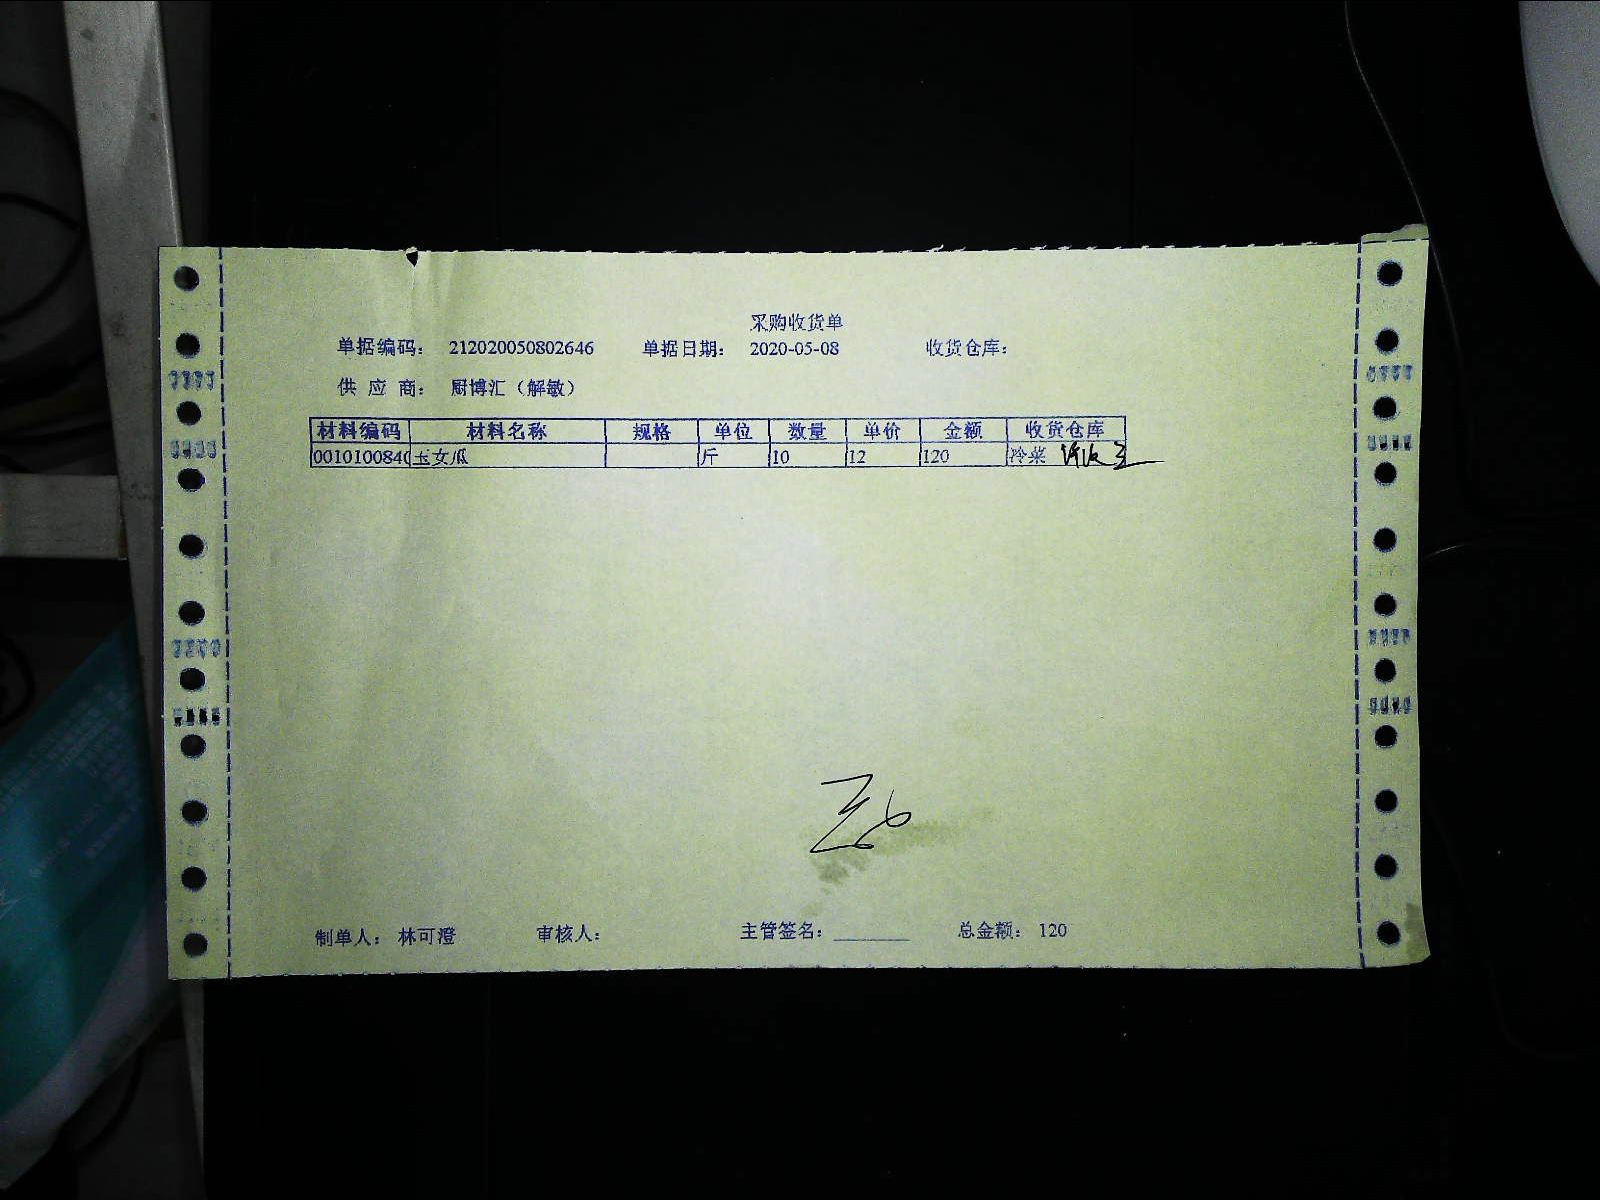 采购收货单
单据编码： 212020050802646 单据日期： 2020-05-08 收货仓库：
供 应 商： 厨博汇（解敏）
材料编码 材料名称 规格 单位 数量 单价 金额 收货仓库
0010100840 玉女瓜 斤 10 12 120 冷菜
制单人： 林可澄 审核人： 主管签名：________ 总金额： 120